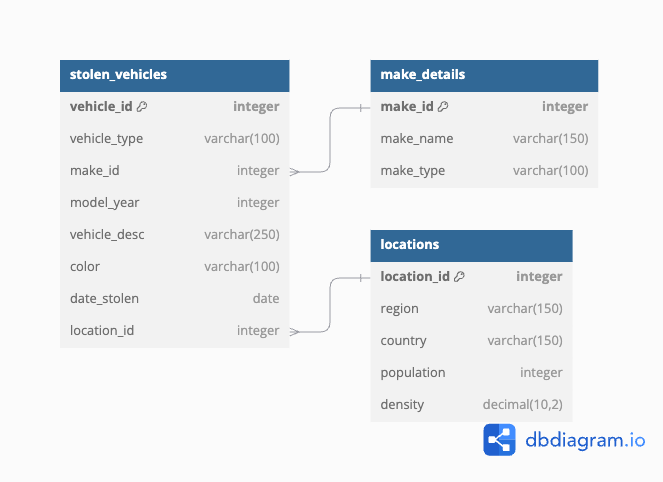 stolen_vehicles
vehicle_id integer
vehicle_type varchar(100)
make_id integer
model_year integer
vehicle_desc varchar(250)
color varchar(100)
date_stolen date
location_id integer
make_details
make_id integer
make_name varchar(150)
make_type varchar(100)
locations
location_id integer
region varchar(150)
country varchar(150)
population integer
density decimal(10,2)
dbdiagram.io